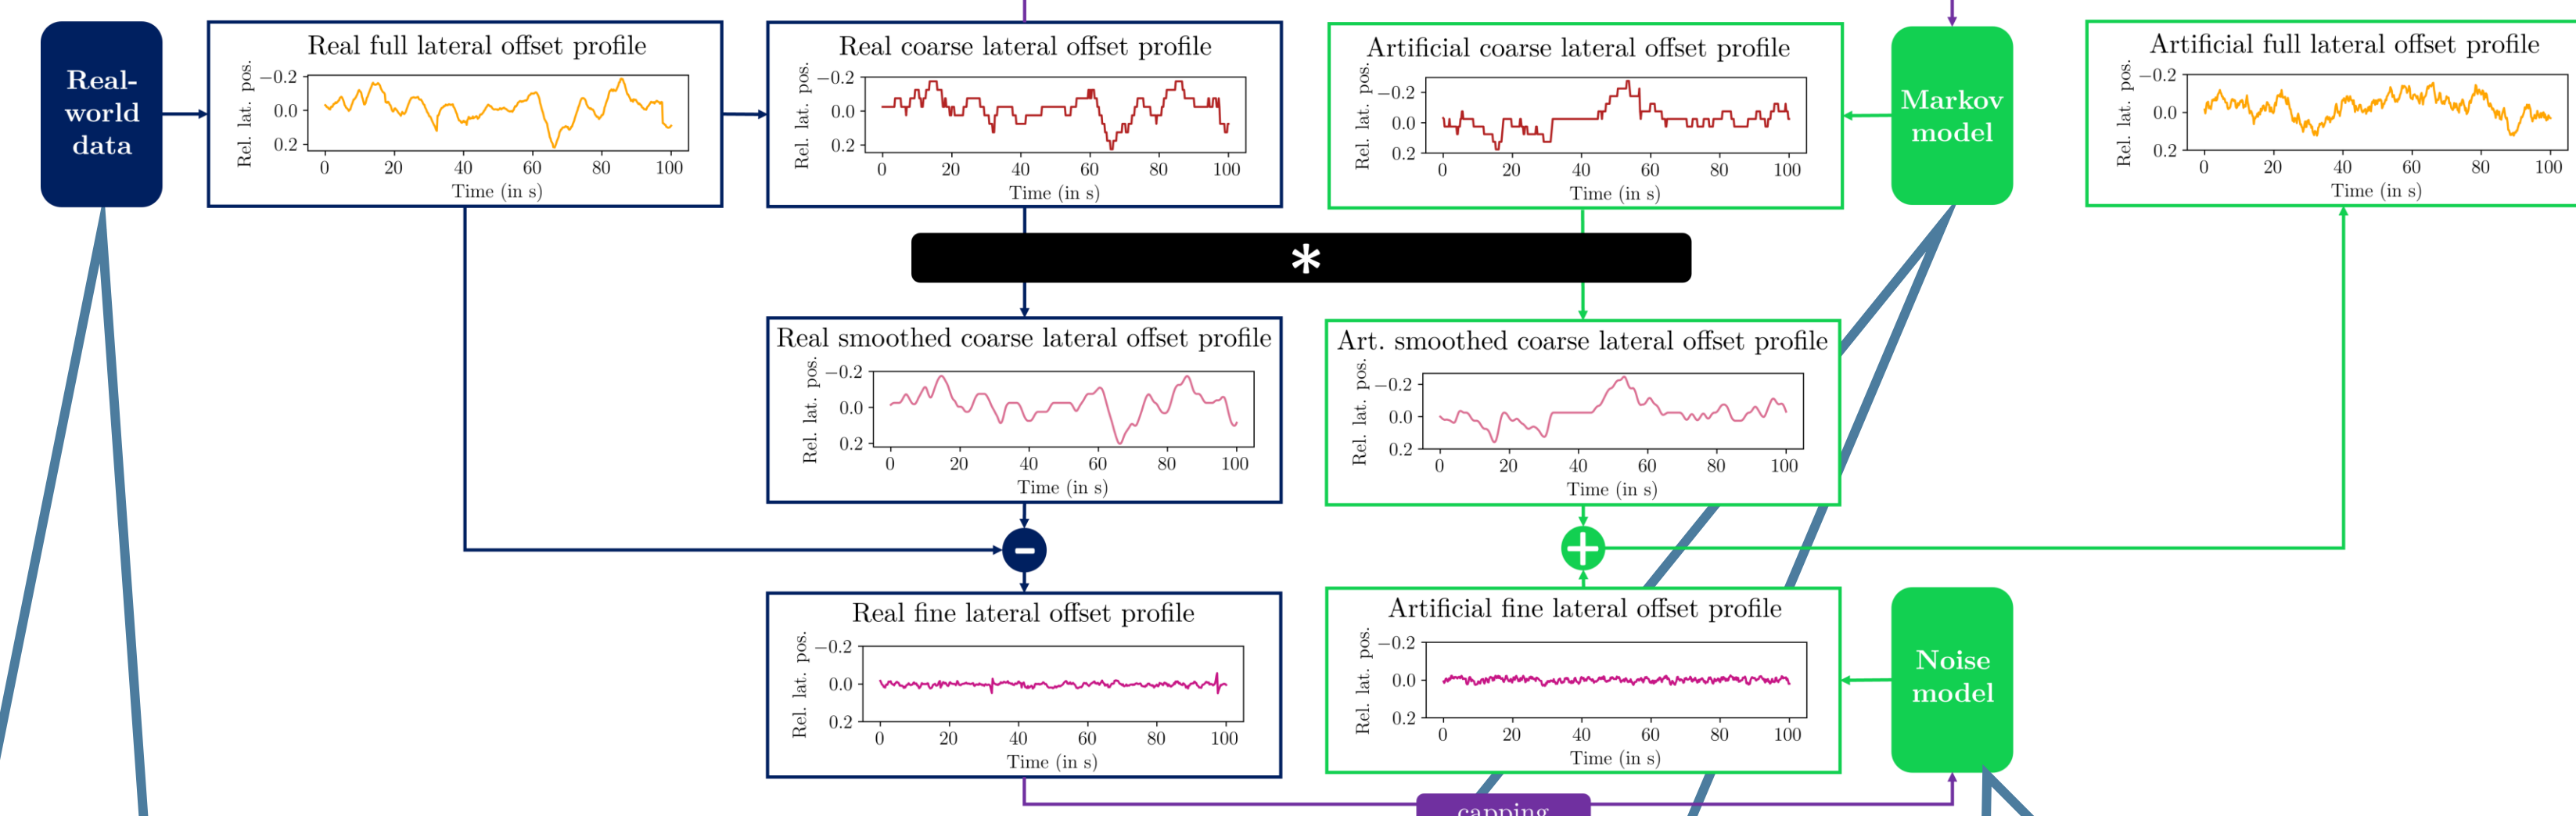 Real-
world
data
Real full lateral offset profile
Rel. lat. pos.
−0.2
0.0
0.2
0 20 40 60 80 100
Time (in s)
Real coarse lateral offset profile
Rel. lat. pos.
−0.2
0.0
0.2
0 20 40 60 80 100
Time (in s)
Artificial coarse lateral offset profile
Rel. lat. pos.
−0.2
0.0
0.2
0 20 40 60 80 100
Time (in s)
Markov
model
Artificial full lateral offset profile
Rel. lat. pos.
−0.2
0.0
0.2
0 20 40 60 80 100
Time (in s)
*
Real smoothed coarse lateral offset profile
Rel. lat. pos.
−0.2
0.0
0.2
0 20 40 60 80 100
Time (in s)
Art. smoothed coarse lateral offset profile
Rel. lat. pos.
−0.2
0.0
0.2
0 20 40 60 80 100
Time (in s)
−
+
Real fine lateral offset profile
Rel. lat. pos.
−0.2
0.0
0.2
0 20 40 60 80 100
Time (in s)
Artificial fine lateral offset profile
Rel. lat. pos.
−0.2
0.0
0.2
0 20 40 60 80 100
Time (in s)
Noise
model
capping